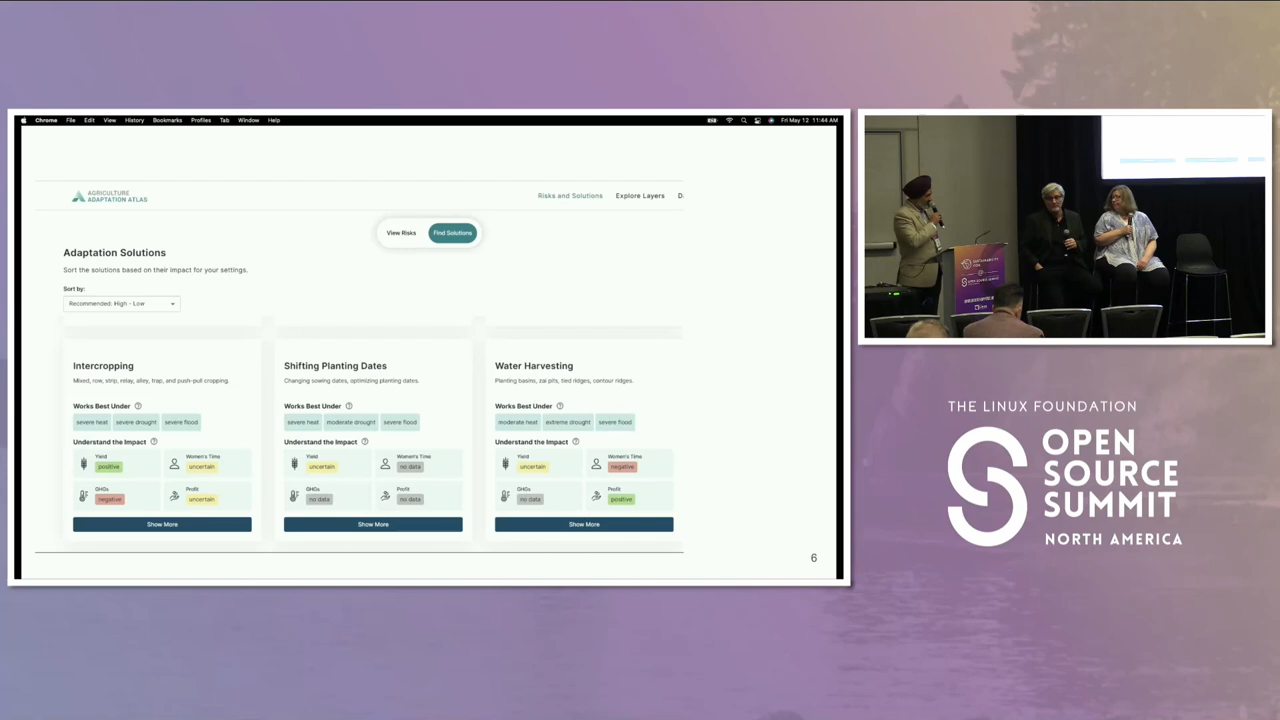 Chrome File Edit View History Bookmarks Profiles Tab Window Help
Fri May 12 11:44 AM
AGRICULTURE
ADAPTATION ATLAS
Risks and Solutions Explore Layers D
View Risks Find Solutions
Adaptation Solutions
Sort the solutions based on their impact for your settings.
Sort by:
Recommended: High - Low
Intercropping
Mixed, row, strip, relay, alley, trap, and push-pull cropping.
Works Best Under ?
severe heat severe drought severe flood
Understand the Impact ?
Yield Women's Time
positive uncertain
GHGs Profit
negative uncertain
Show More
Shifting Planting Dates
Changing sowing dates, optimizing planting dates.
Works Best Under ?
severe heat moderate drought severe flood
Understand the Impact ?
Yield Women's Time
uncertain no data
GHGs Profit
no data no data
Show More
Water Harvesting
Planting basins, zai pits, tied ridges, contour ridges.
Works Best Under ?
moderate heat extreme drought severe flood
Understand the Impact ?
Yield Women's Time
uncertain negative
GHGs Profit
no data positive
Show More
6
THE LINUX FOUNDATION
OPEN
SOURCE
SUMMIT
NORTH AMERICA